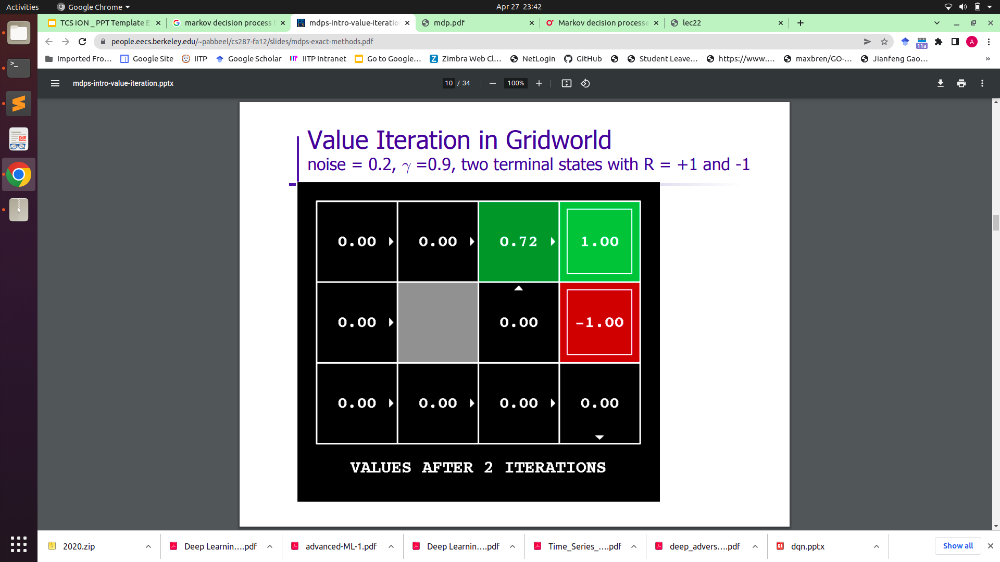 Activities
Google Chrome
Apr 27 23:42
TCS iON _ PPT Template E
markov decision process
mdps-intro-value-iteratio
mdp.pdf
Markov decision processe
lec22
people.eecs.berkeley.edu/~pabbeel/cs287-fa12/slides/mdps-exact-methods.pdf
11a
A
Imported Fro...
Google Site
IITP
Google Scholar
IITP Intranet
Go to Google...
Zimbra Web Cl...
NetLogin
GitHub
Student Leave...
https://www....
maxbren/GO-...
Jianfeng Gao...
»
mdps-intro-value-iteration.pptx
10 / 34
100%
Value Iteration in Gridworld
noise = 0.2, γ =0.9, two terminal states with R = +1 and -1
0.00 0.00 0.72 1.00
0.00 0.00 -1.00
0.00 0.00 0.00 0.00
VALUES AFTER 2 ITERATIONS
2020.zip
Deep Learnin....pdf
advanced-ML-1.pdf
Deep Learnin....pdf
Time_Series_....pdf
deep_advers....pdf
dqn.pptx
Show all